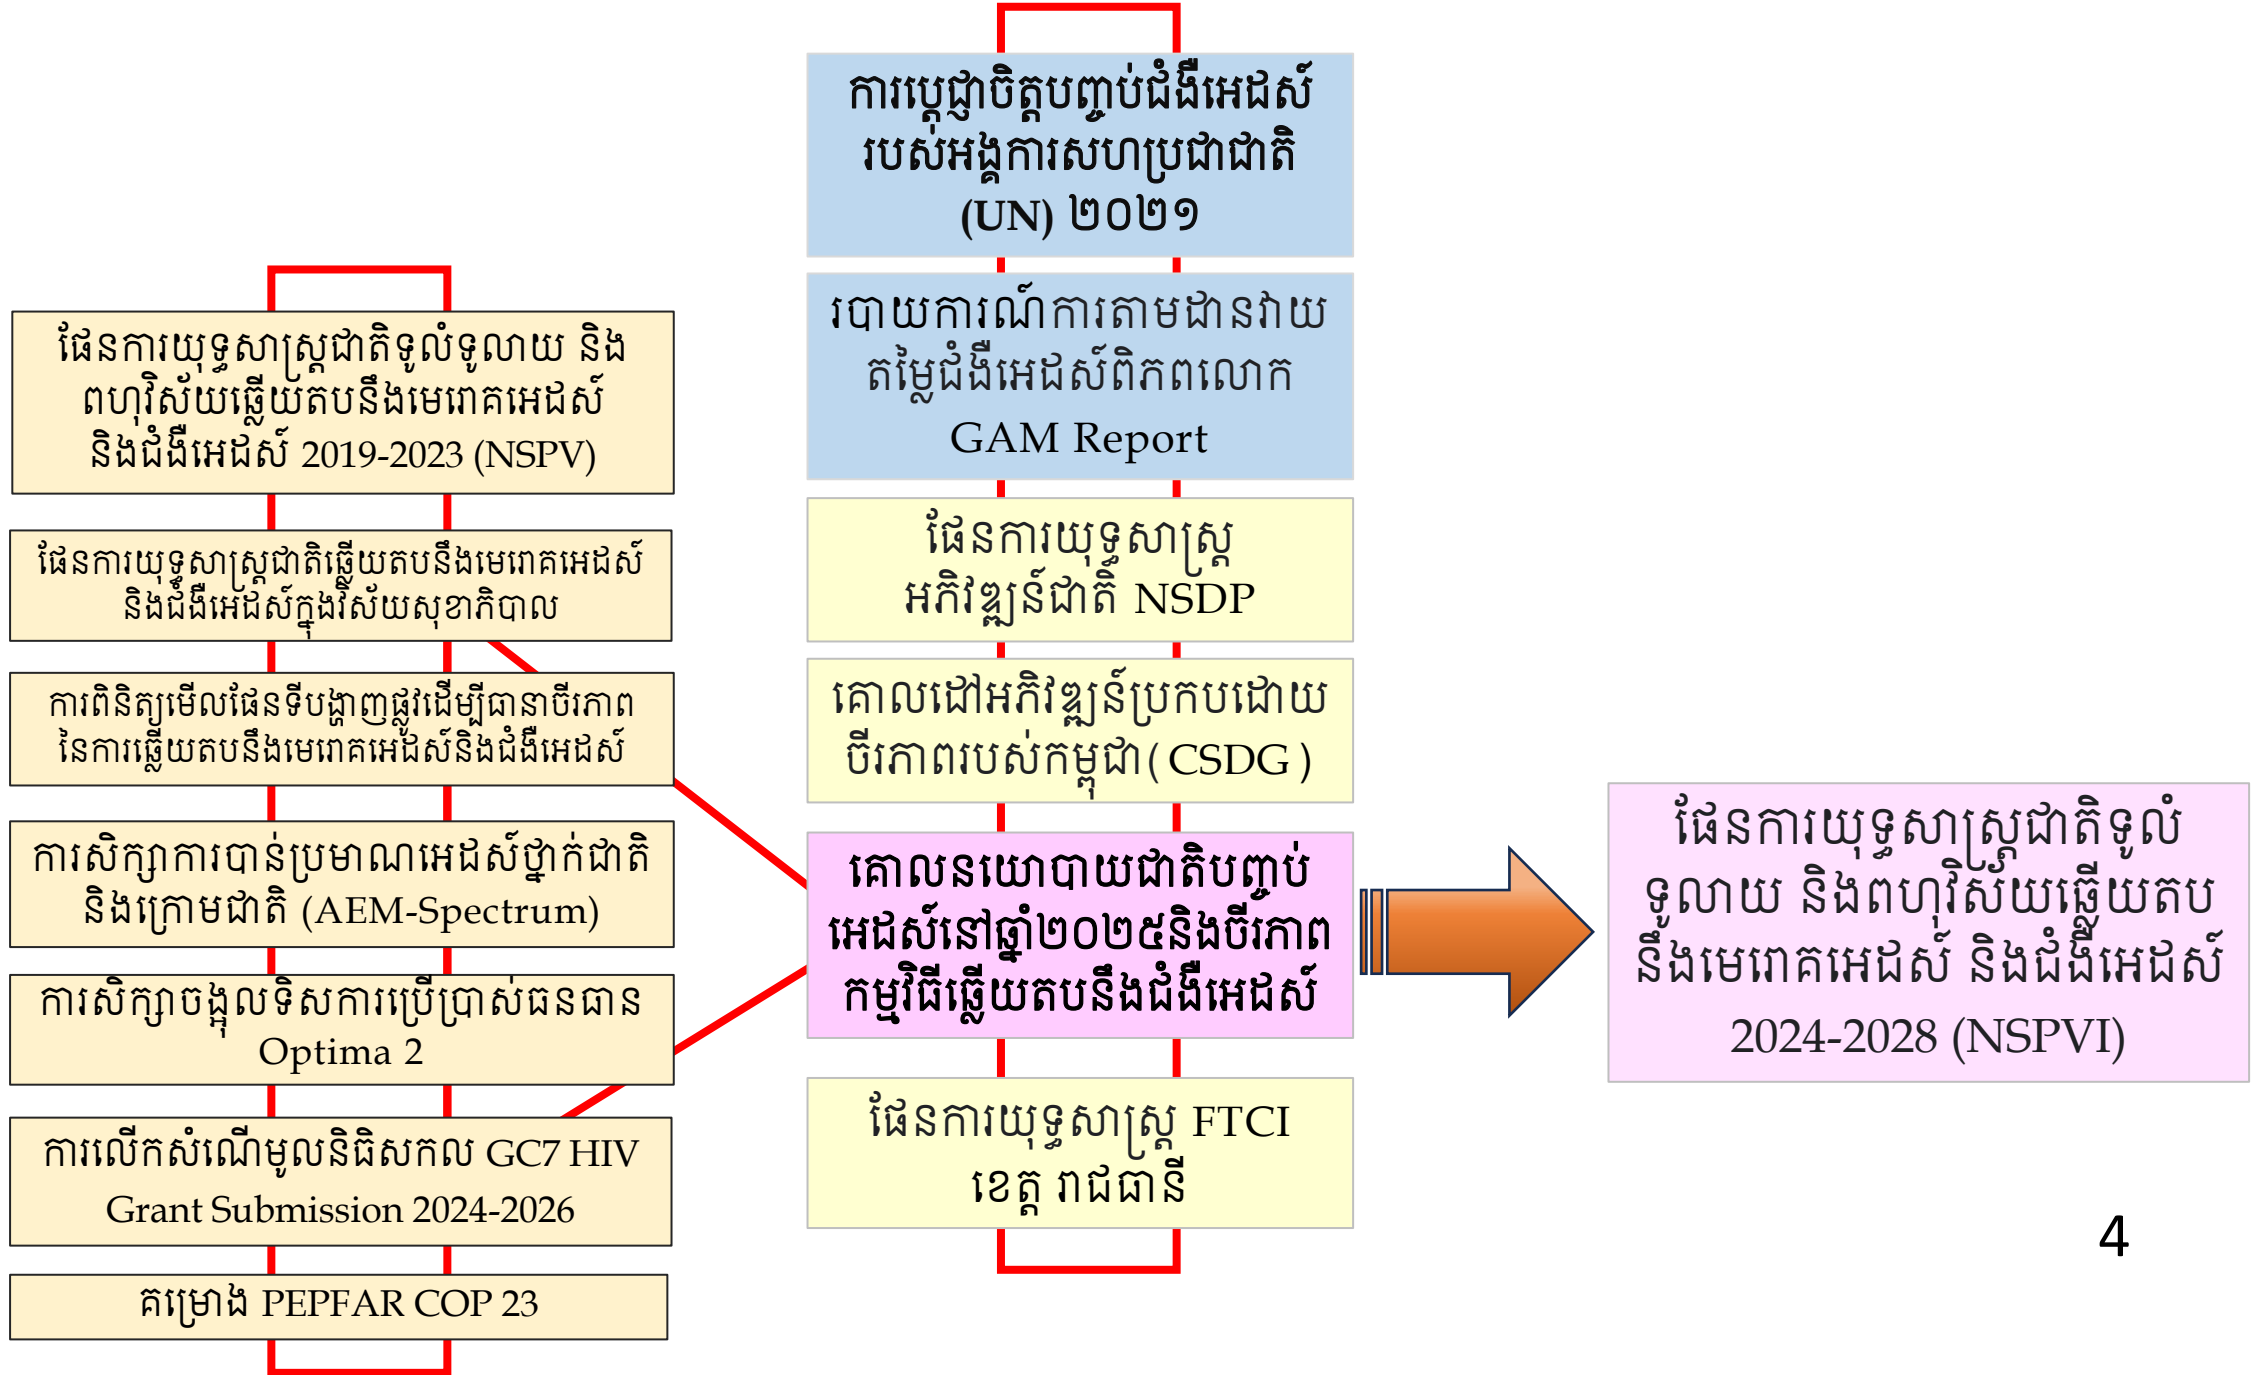 ផែនការយុទ្ធសាស្ត្រជាតិទូលំទូលាយ និង
ពហុវិស័យឆ្លើយតបនឹងមេរោគអេដស៍
និងជំងឺអេដស៍ 2019-2023 (NSPV)
ផែនការយុទ្ធសាស្ត្រជាតិឆ្លើយតបនឹងមេរោគអេដស៍
និងជំងឺអេដស៍ក្នុងវិស័យសុខាភិបាល
ការពិនិត្យមើលផែនទីបង្ហាញផ្លូវដើម្បីធានាចីរភាព
នៃការឆ្លើយតបនឹងមេរោគអេដស៍និងជំងឺអេដស៍
ការសិក្សាការបាន់ប្រមាណអេដស៍ថ្នាក់ជាតិ
និងក្រោមជាតិ (AEM-Spectrum)
ការសិក្សាចង្អុលទិសការប្រើប្រាស់ធនធាន
Optima 2
ការលើកសំណើមូលនិធិសកល GC7 HIV
Grant Submission 2024-2026
គម្រោង PEPFAR COP 23
ការប្តេជ្ញាចិត្តបញ្ចប់ជំងឺអេដស៍
របស់អង្គការសហប្រជាជាតិ
(UN) ២០២១
របាយការណ៍ការតាមដានវាយ
តម្លៃជំងឺអេដស៍ពិភពលោក
GAM Report
ផែនការយុទ្ធសាស្ត្រ
អភិវឌ្ឍន៍ជាតិ NSDP
គោលដៅអភិវឌ្ឍន៍ប្រកបដោយ
ចីរភាពរបស់កម្ពុជា( CSDG )
គោលនយោបាយជាតិបញ្ចប់
អេដស៍នៅឆ្នាំ២០២៥និងចីរភាព
កម្មវិធីឆ្លើយតបនឹងជំងឺអេដស៍
ផែនការយុទ្ធសាស្ត្រ FTCI
ខេត្ត រាជធានី
ផែនការយុទ្ធសាស្ត្រជាតិទូលំ
ទូលាយ និងពហុវិស័យឆ្លើយតប
នឹងមេរោគអេដស៍ និងជំងឺអេដស៍
2024-2028 (NSPVI)
4